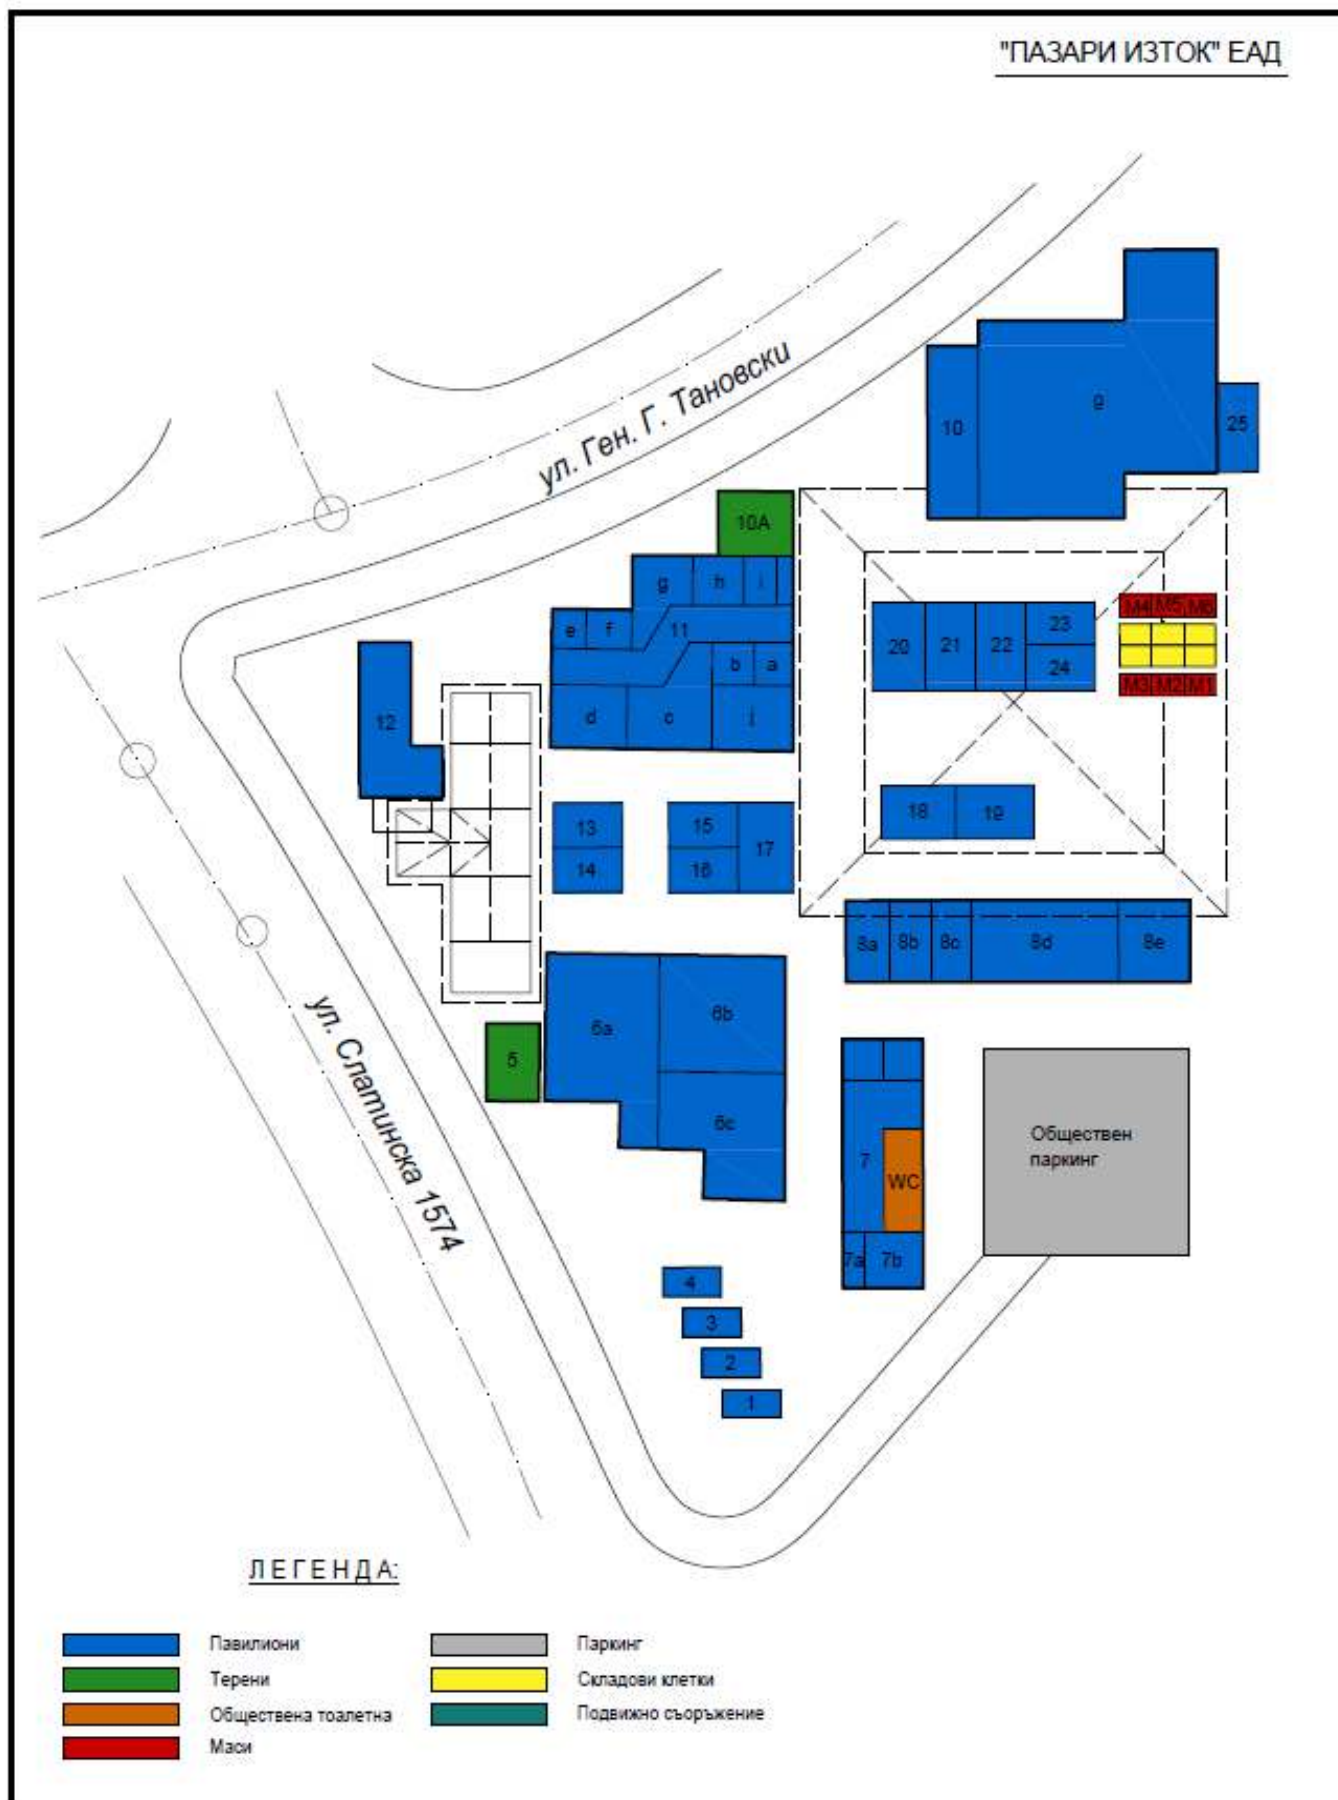 "ПАЗАРИ ИЗТОК" ЕАД
ул. Ген. Г. Тановски
9
10
25
10A
g
h
i
e
f
11
b
a
d
c
j
20
21
22
23
24
M4 M5 M6
M3 M2 M1
12
13
14
15
16
17
18
19
8a
8b
8c
8d
8e
6a
6b
6c
5
ул. Слатинска 1574
7
WC
7a
7b
Обществен
паркинг
4
3
2
1
ЛЕГЕНДА:
Павилиони
Терени
Обществена тоалетна
Маси
Паркинг
Складови клетки
Подвижно съоръжение